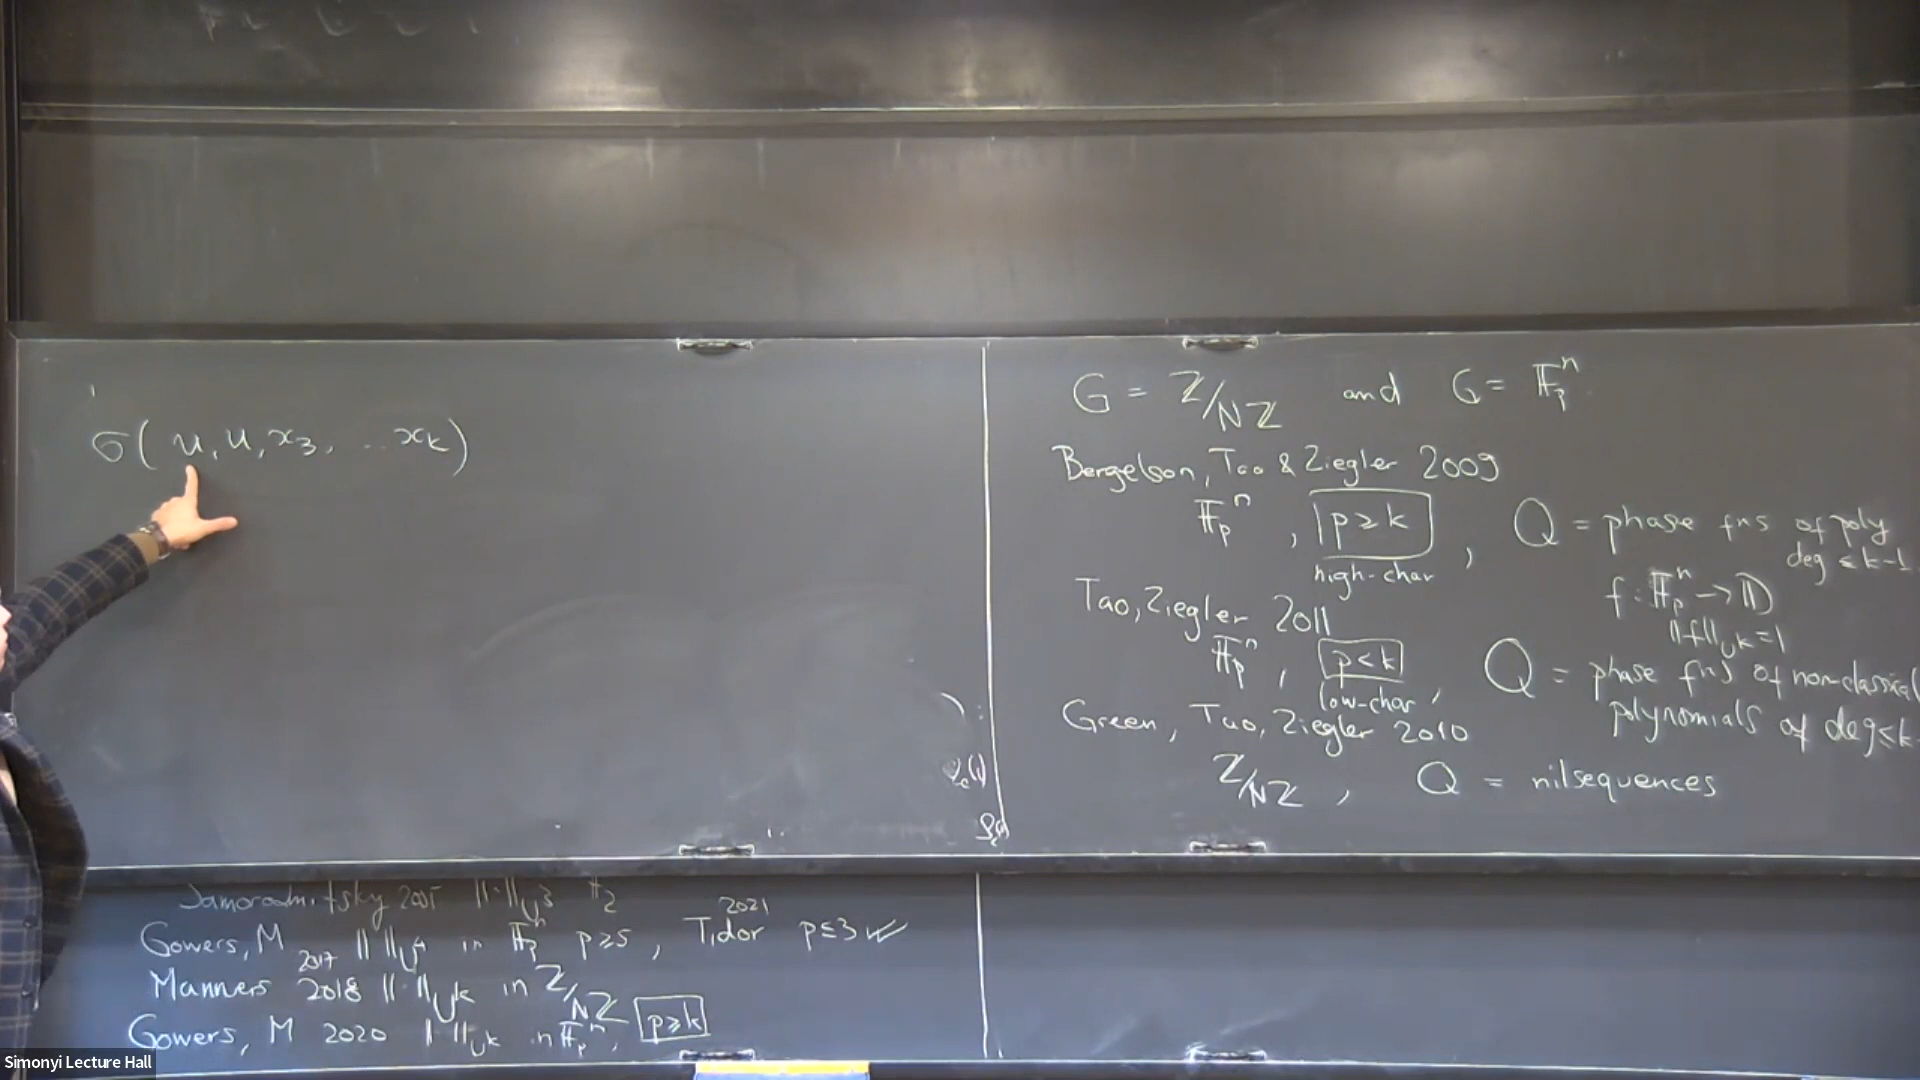 σ( u, u, x₃, ... x_k)
G = ℤ/Nℤ and G = 𝔽_p^n
Bergelson, Tao & Ziegler 2009
𝔽_p^n , p ≥ k , Q = phase fns of poly
high-char
deg ≤ k-1
f : 𝔽_p^n → 𝔻
‖f‖_{U^k} = 1
Tao, Ziegler 2011
𝔽_p^n , p < k , Q = phase fns of non-classical
low-char
polynomials of deg ≤ k-
Green, Tao, Ziegler 2010
ℤ/Nℤ , Q = nilsequences
Samorodnitsky ‖·‖_{U^3} 𝔽_2^n
Gowers, M 2017 ‖·‖_{U^4} in 𝔽_p^n p ≥ 5 , Tidor 2021 p ≤ 3
Manners 2018 ‖·‖_{U^k} in ℤ/Nℤ
Gowers, M 2020 ‖·‖_{U^k} in 𝔽_p^n , p ≥ k
Simonyi Lecture Hall